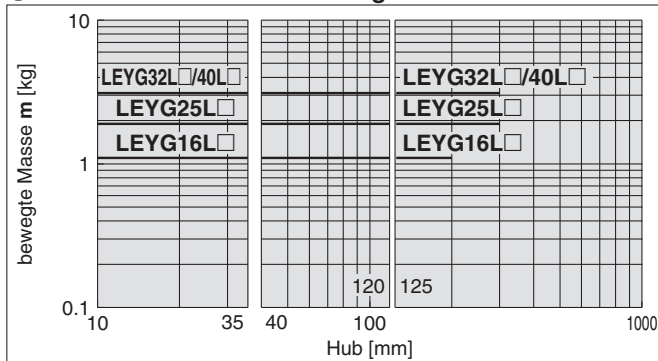 10
LEYG32L□/40L□
LEYG32L□/40L□
LEYG25L□
LEYG25L□
LEYG16L□
LEYG16L□
bewegte Masse m [kg]
1
120
125
0.1
10
35
40
100
1000
Hub [mm]